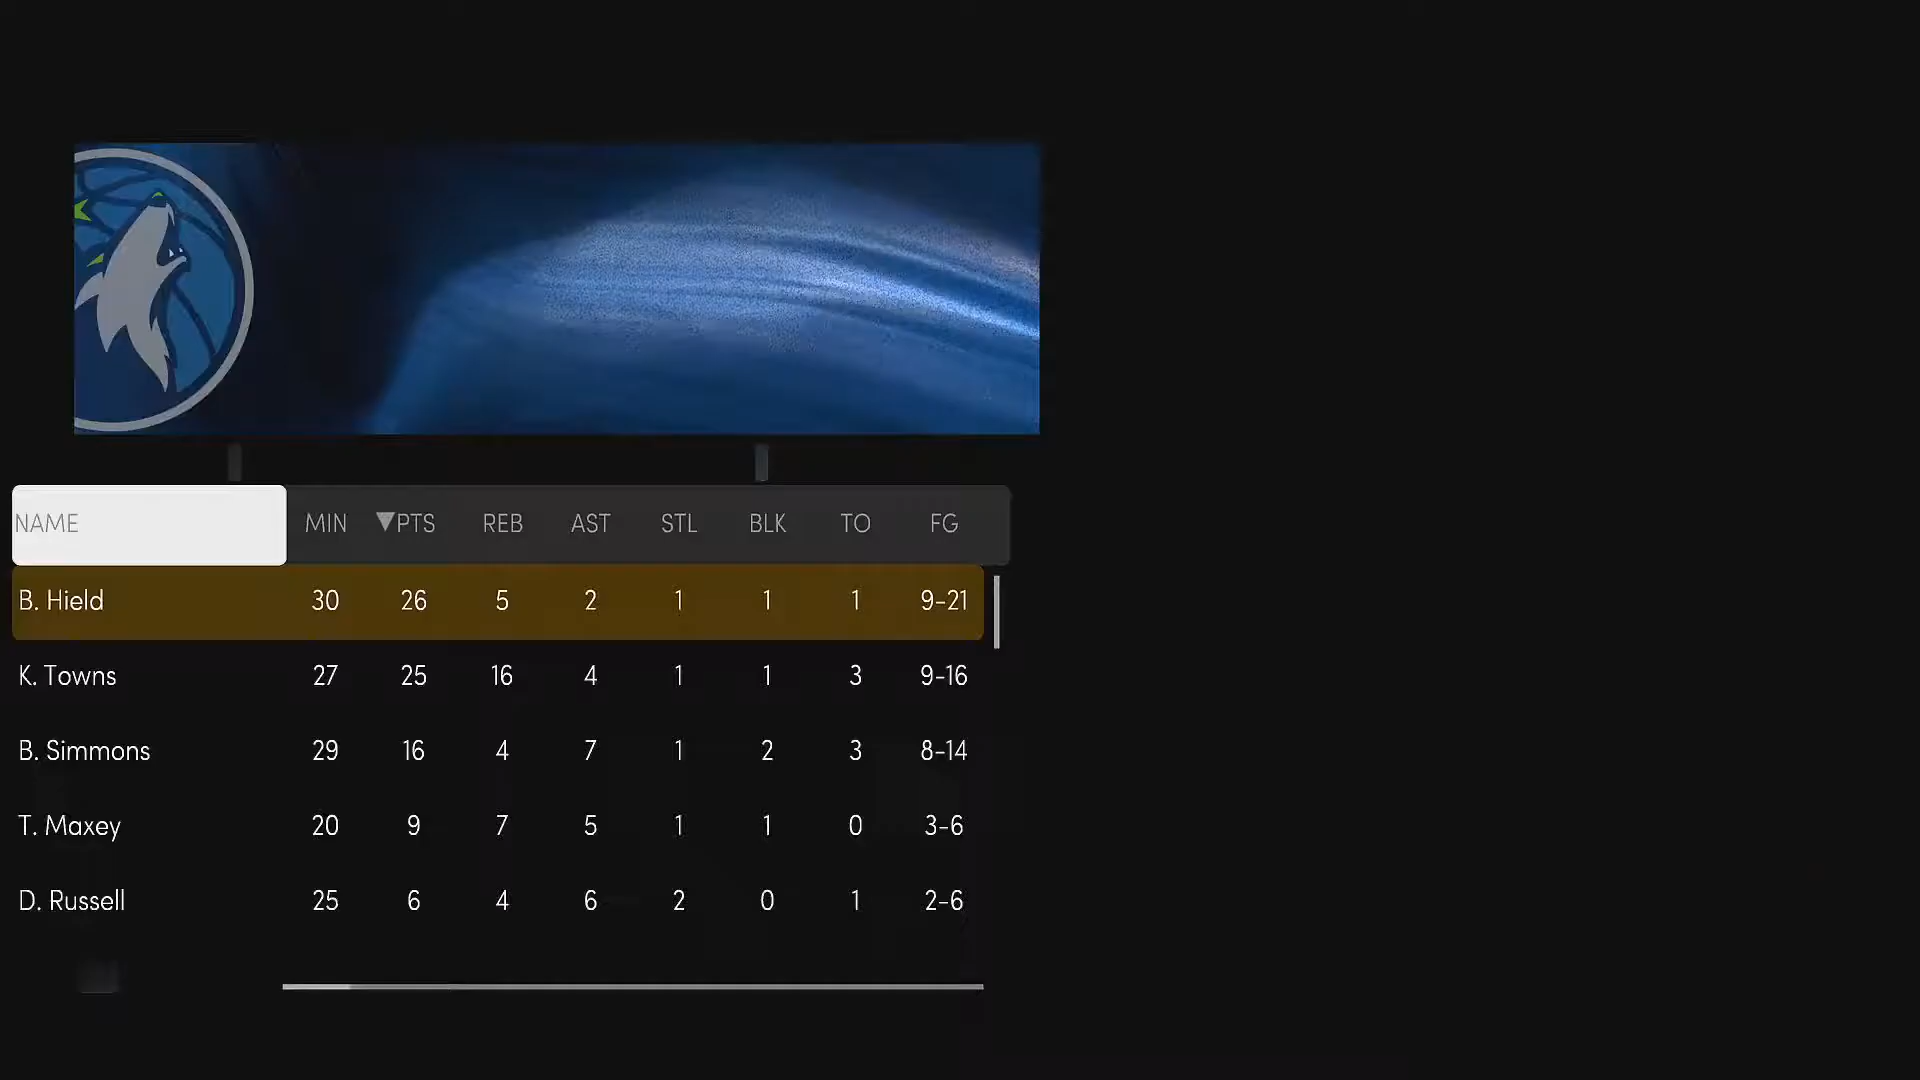 NAME MIN ▼PTS REB AST STL BLK TO FG
B. Hield 30 26 5 2 1 1 1 9-21
K. Towns 27 25 16 4 1 1 3 9-16
B. Simmons 29 16 4 7 1 2 3 8-14
T. Maxey 20 9 7 5 1 1 0 3-6
D. Russell 25 6 4 6 2 0 1 2-6